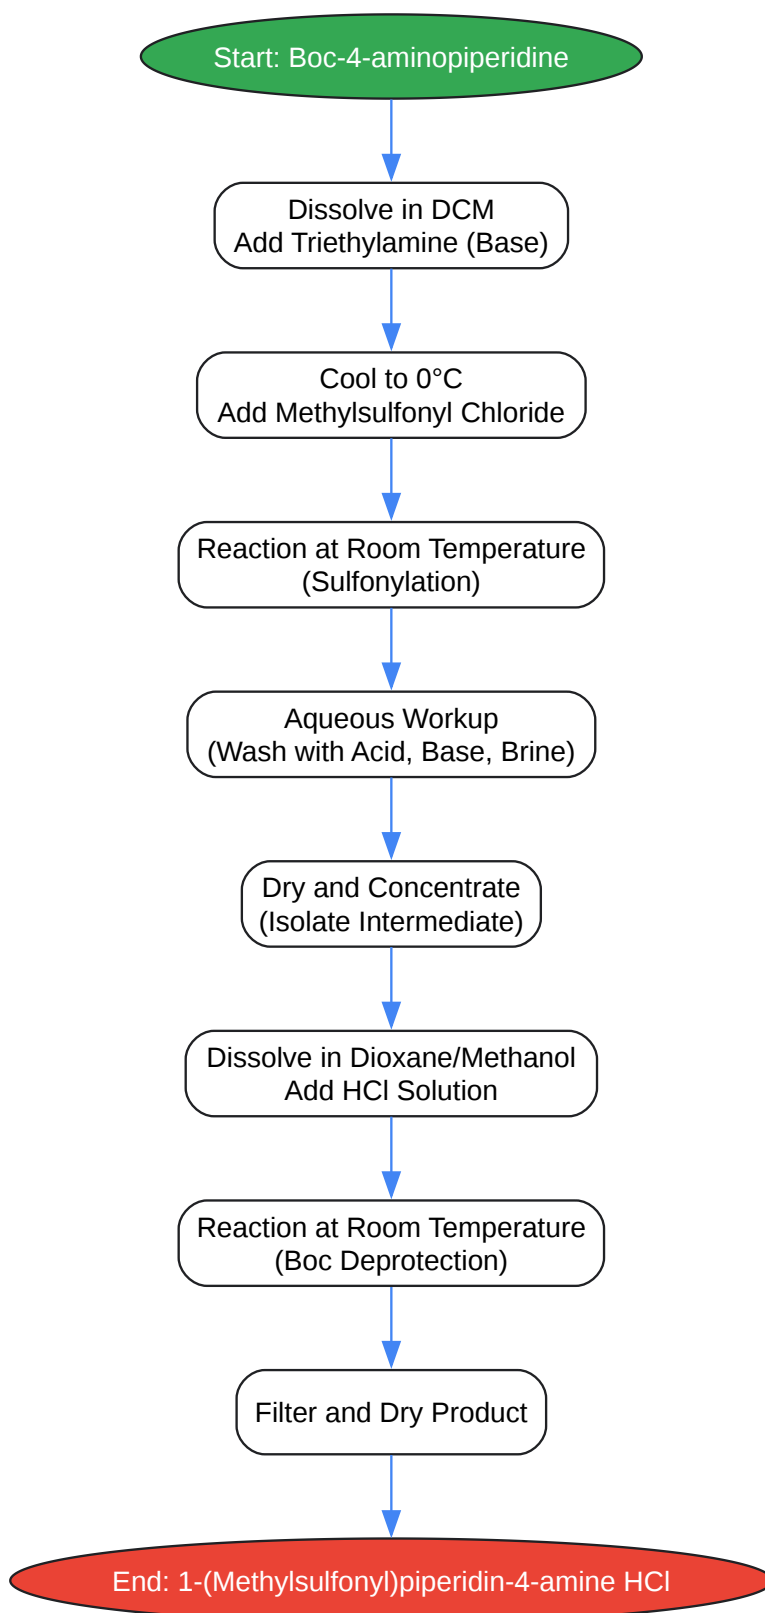 Start: Boc-4-aminopiperidine
Dissolve in DCM
Add Triethylamine (Base)
Cool to 0°C
Add Methylsulfonyl Chloride
Reaction at Room Temperature
(Sulfonylation)
Aqueous Workup
(Wash with Acid, Base, Brine)
Dry and Concentrate
(Isolate Intermediate)
Dissolve in Dioxane/Methanol
Add HCl Solution
Reaction at Room Temperature
(Boc Deprotection)
Filter and Dry Product
End: 1-(Methylsulfonyl)piperidin-4-amine HCl